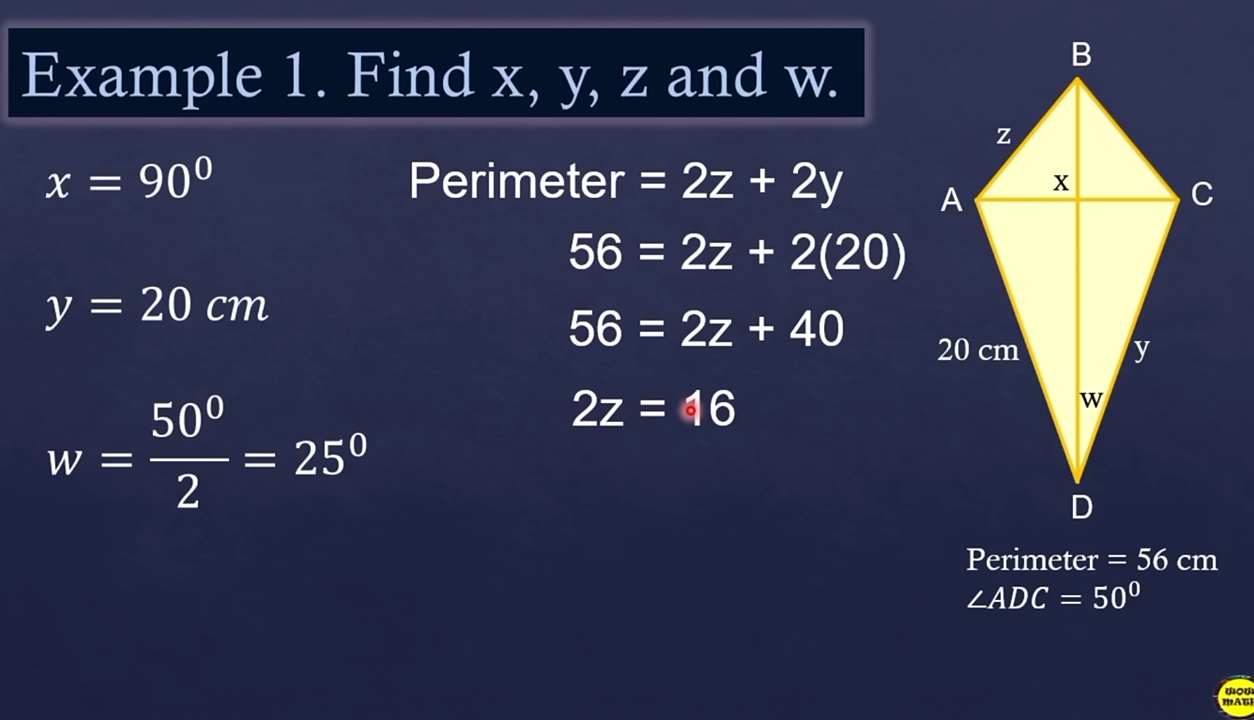 Example 1. Find x, y, z and w.
x = 90⁰
y = 20 cm
w = 50⁰/2 = 25⁰
Perimeter = 2z + 2y
56 = 2z + 2(20)
56 = 2z + 40
2z = 16
B
z
x
A
C
20 cm
y
w
D
Perimeter = 56 cm
∠ADC = 50⁰